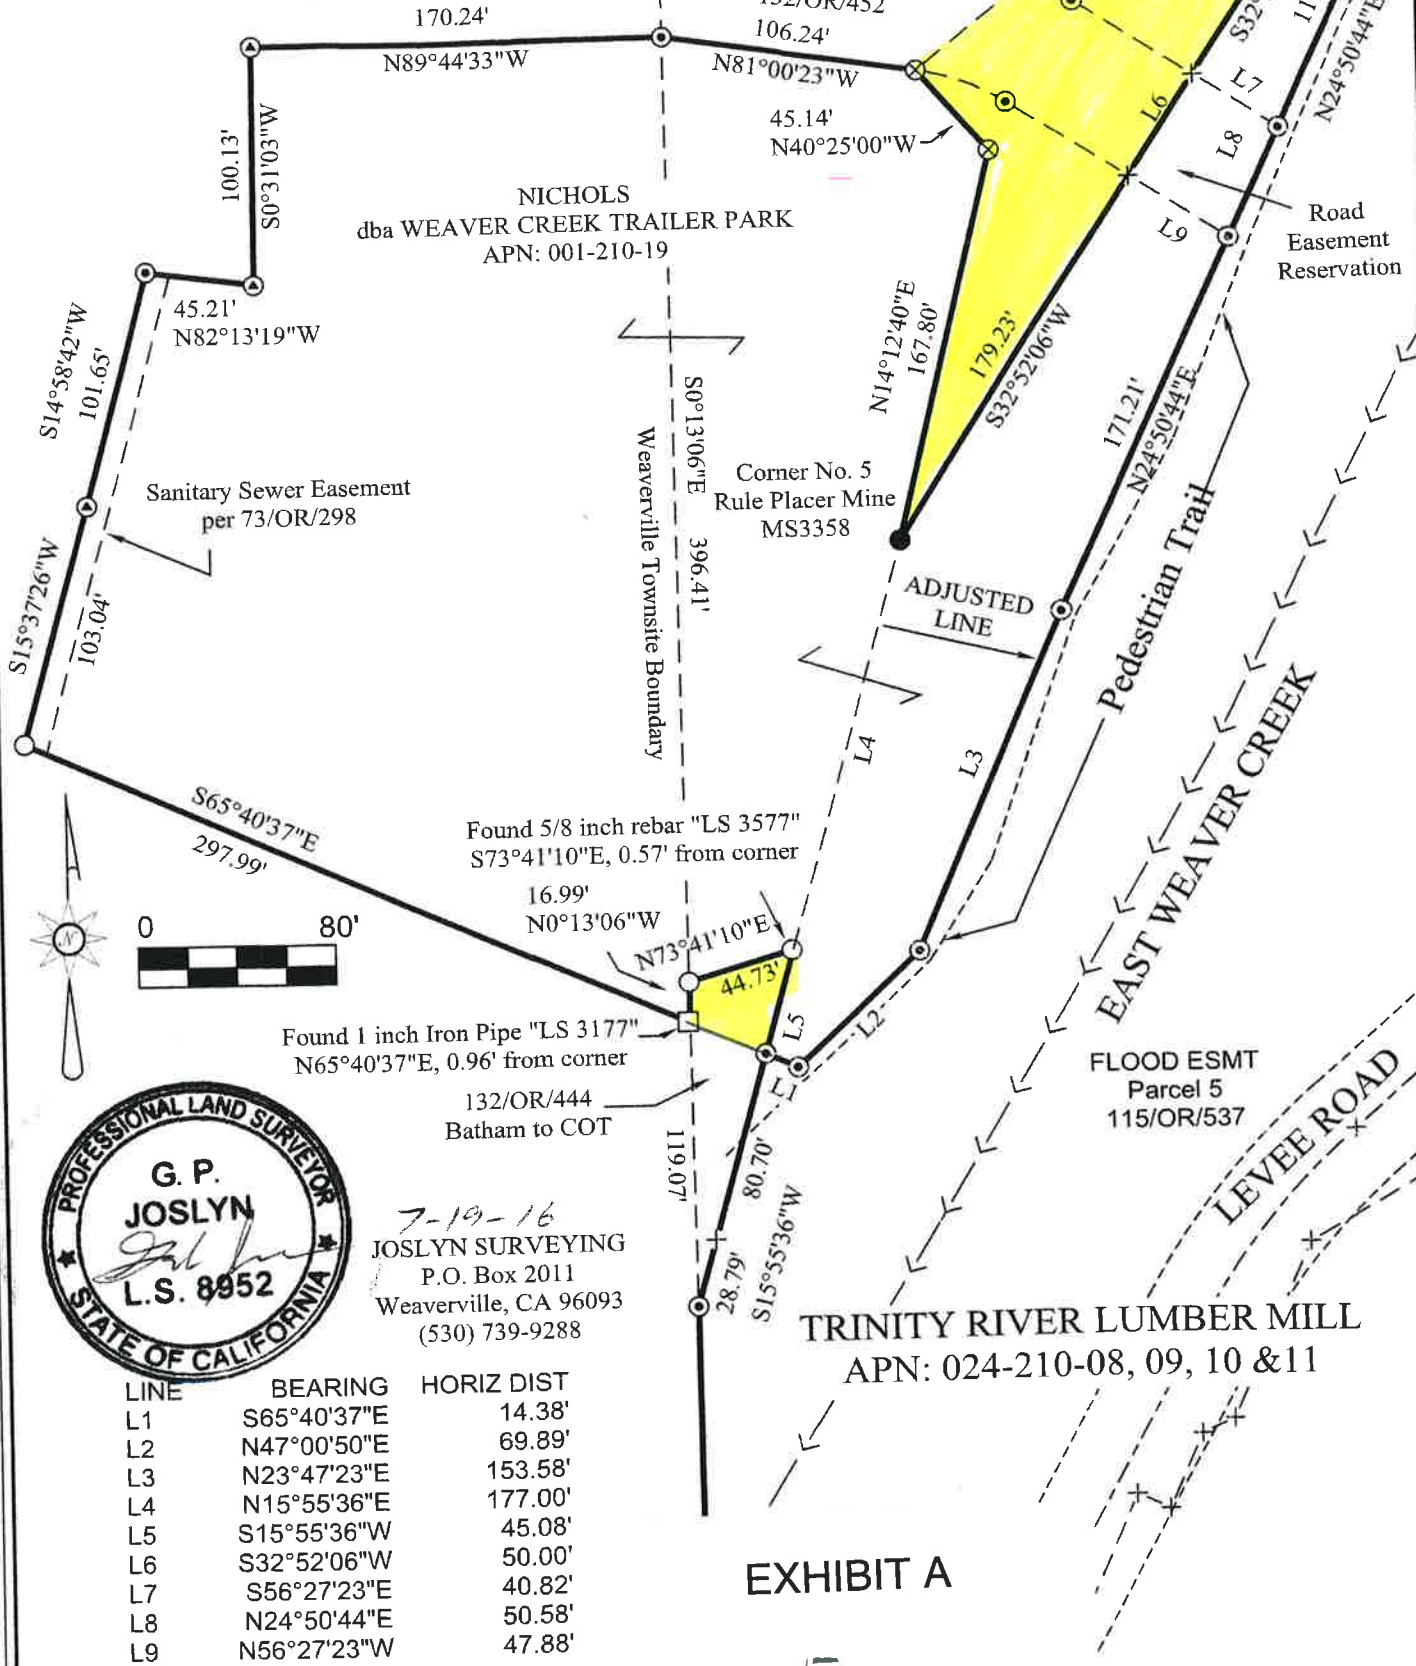 132/OR/452
170.24'
N89°44'33"W
106.24'
N81°00'23"W
S32°
11
N24°50'44"E
L7
L6
L8
L9
45.14'
N40°25'00"W
100.13'
S0°31'03"W
NICHOLS
dba WEAVER CREEK TRAILER PARK
APN: 001-210-19
Road
Easement
Reservation
45.21'
N82°13'19"W
S14°58'42"W
101.65'
N14°12'40"E
167.80'
179.23'
S32°52'06"W
171.21'
N24°50'44"E
S0°13'06"E 396.41'
Weaverville Townsite Boundary
Corner No. 5
Rule Placer Mine
MS3358
Sanitary Sewer Easement
per 73/OR/298
S15°37'26"W
103.04'
ADJUSTED
LINE
Pedestrian Trail
EAST WEAVER CREEK
L4
L3
S65°40'37"E
297.99'
Found 5/8 inch rebar "LS 3577"
S73°41'10"E, 0.57' from corner
16.99'
N0°13'06"W
N73°41'10"E
44.73'
0 80'
N
L5
L2
L1
Found 1 inch Iron Pipe "LS 3177"
N65°40'37"E, 0.96' from corner
132/OR/444
Batham to COT
FLOOD ESMT
Parcel 5
115/OR/537
LEVEE ROAD
119.07'
80.70'
S15°55'36"W
28.79'
PROFESSIONAL LAND SURVEYOR
G. P.
JOSLYN
L.S. 8952
STATE OF CALIFORNIA
7-19-16
JOSLYN SURVEYING
P.O. Box 2011
Weaverville, CA 96093
(530) 739-9288
TRINITY RIVER LUMBER MILL
APN: 024-210-08, 09, 10 &11
LINE BEARING HORIZ DIST
L1 S65°40'37"E 14.38'
L2 N47°00'50"E 69.89'
L3 N23°47'23"E 153.58'
L4 N15°55'36"E 177.00'
L5 S15°55'36"W 45.08'
L6 S32°52'06"W 50.00'
L7 S56°27'23"E 40.82'
L8 N24°50'44"E 50.58'
L9 N56°27'23"W 47.88'
EXHIBIT A